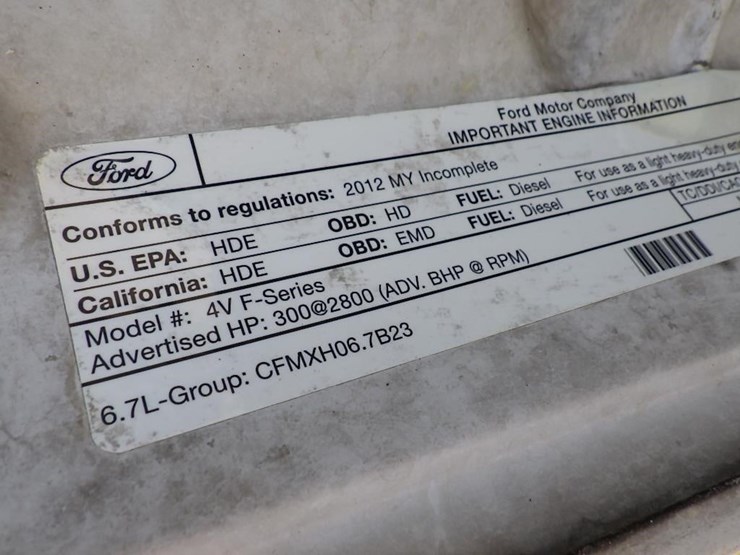 Ford
Ford Motor Company
IMPORTANT ENGINE INFORMATION
Conforms to regulations: 2012 MY Incomplete
U.S. EPA: HDE OBD: HD FUEL: Diesel For use as a light heavy-duty
California: HDE OBD: EMD FUEL: Diesel For use as a light heavy-duty
Model #: 4V F-Series
Advertised HP: 300@2800 (ADV. BHP @ RPM)
6.7L-Group: CFMXH06.7B23